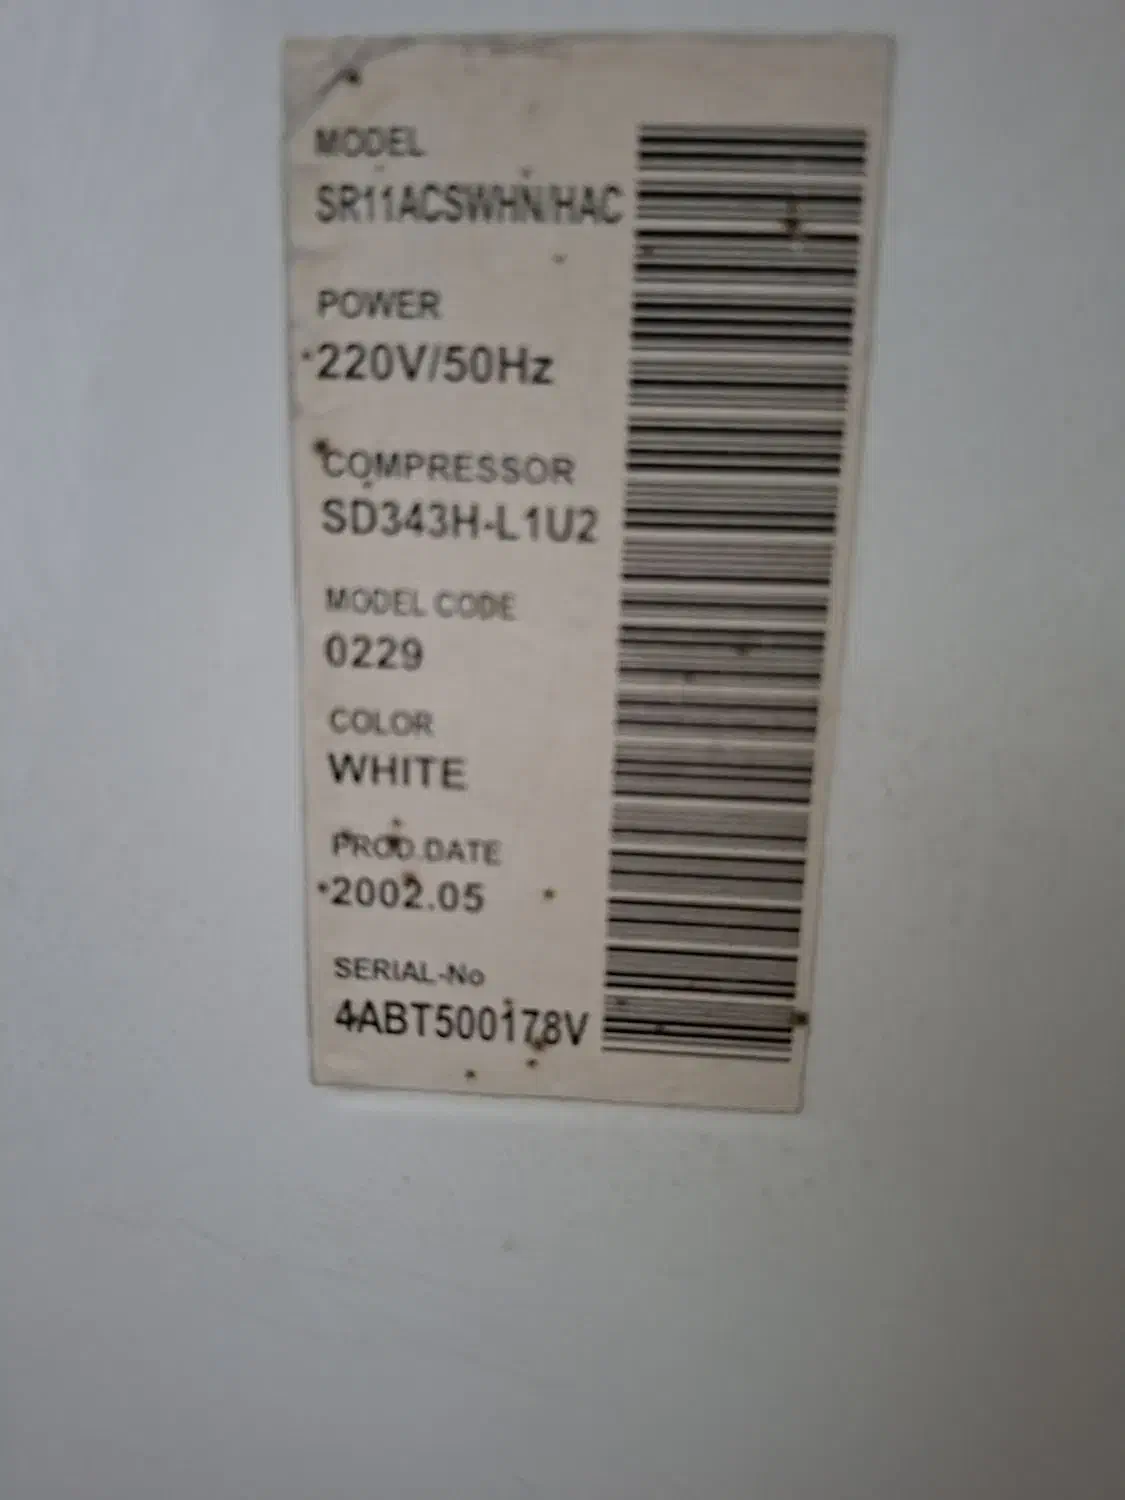 MODEL
SR11ACSWHN/HAC
POWER
220V/50Hz
COMPRESSOR
SD343H-L1U2
MODEL CODE
0229
COLOR
WHITE
PROD.DATE
2002.05
SERIAL-No
4ABT500178V